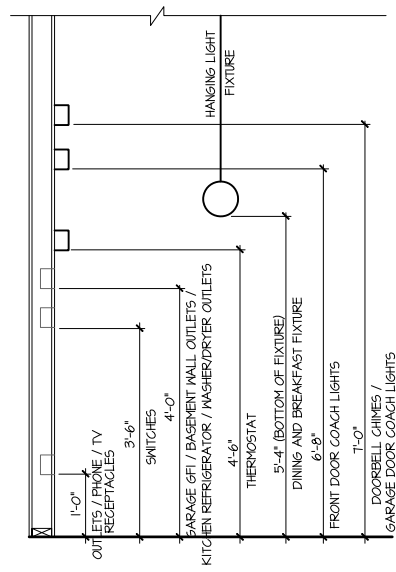 HANGING LIGHT
FIXTURE
1'-0"
OUTLETS / PHONE / TV
RECEPTACLES
3'-6"
SWITCHES
4'-0"
GARAGE GFI / BASEMENT WALL OUTLETS /
KITCHEN REFRIGERATOR / WASHER/DRYER OUTLETS
4'-6"
THERMOSTAT
5'-4" (BOTTOM OF FIXTURE)
DINING AND BREAKFAST FIXTURE
6'-8"
FRONT DOOR COACH LIGHTS
7'-0"
DOORBELL CHIMES /
GARAGE DOOR COACH LIGHTS